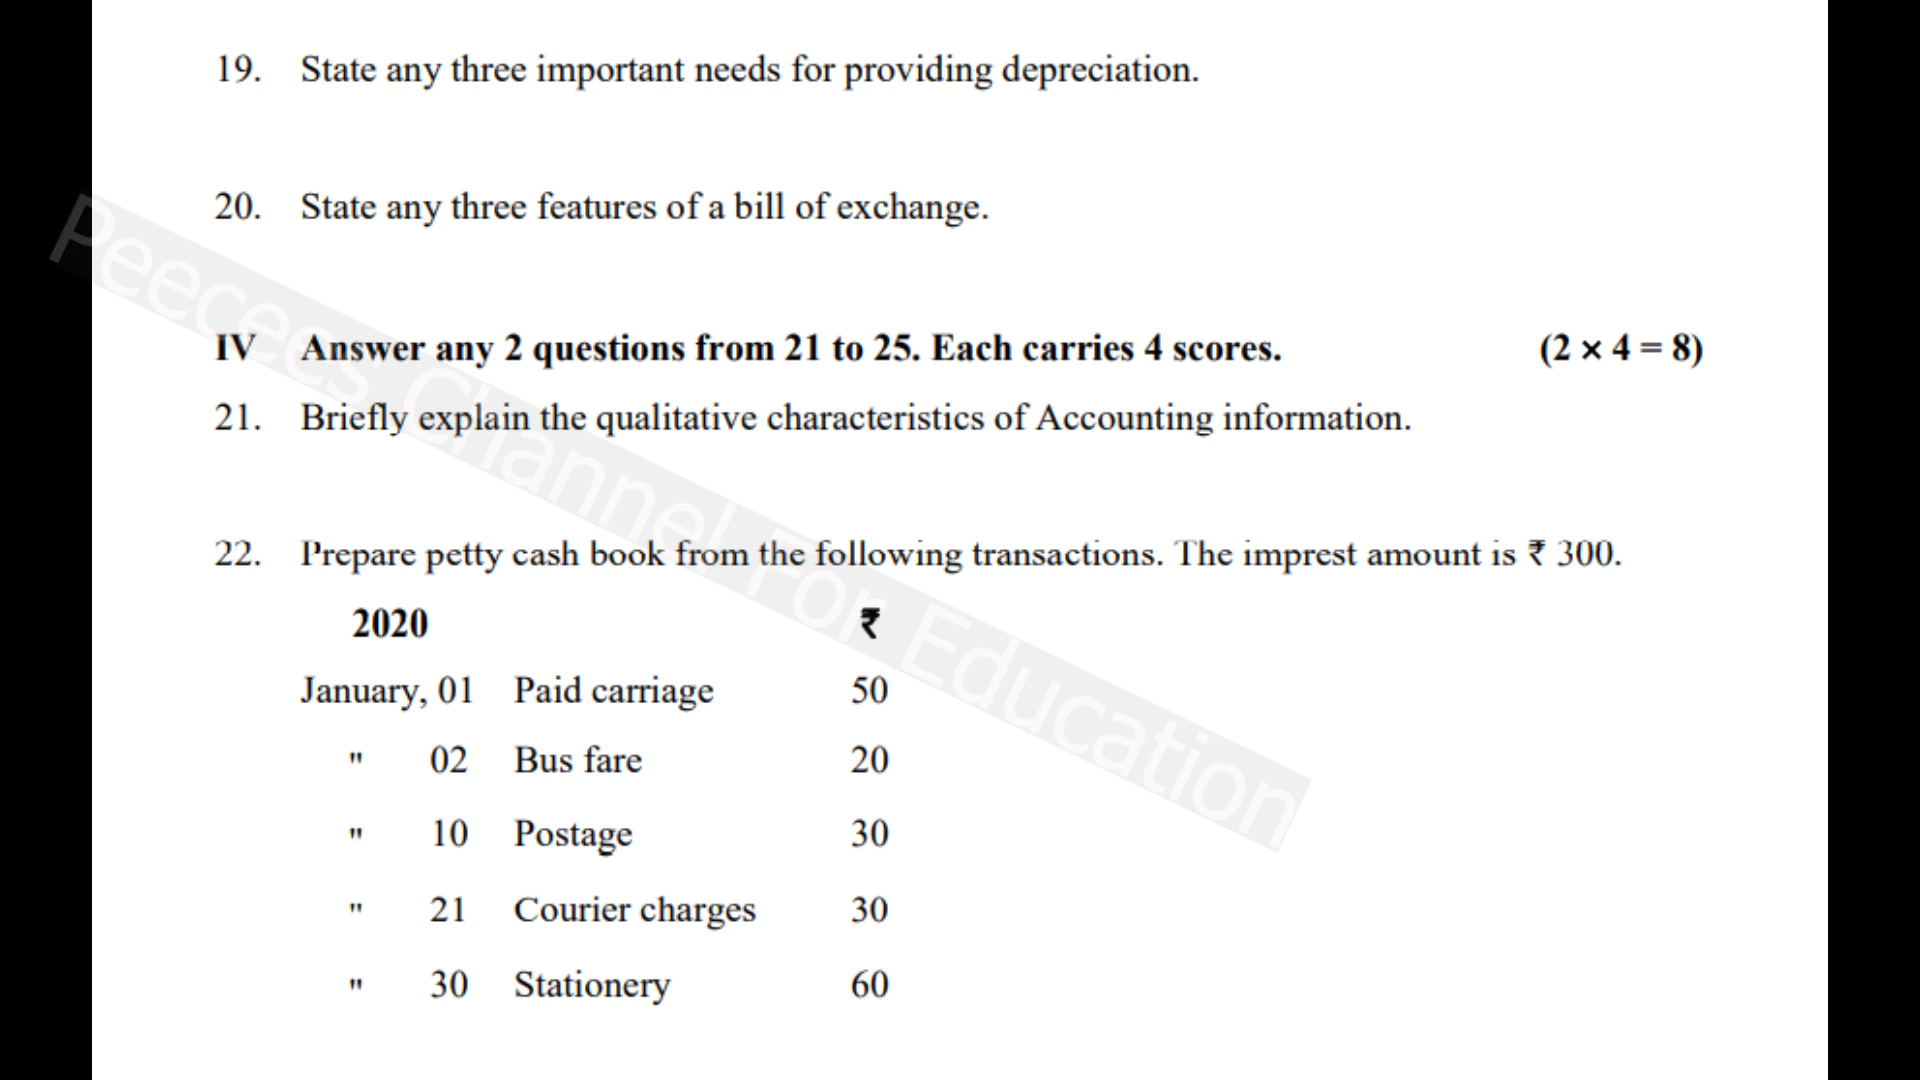 19. State any three important needs for providing depreciation.
20. State any three features of a bill of exchange.
IV Answer any 2 questions from 21 to 25. Each carries 4 scores. (2 × 4 = 8)
21. Briefly explain the qualitative characteristics of Accounting information.
22. Prepare petty cash book from the following transactions. The imprest amount is ₹ 300.
2020 ₹
January, 01 Paid carriage 50
" 02 Bus fare 20
" 10 Postage 30
" 21 Courier charges 30
" 30 Stationery 60
Peecees Channel For Education